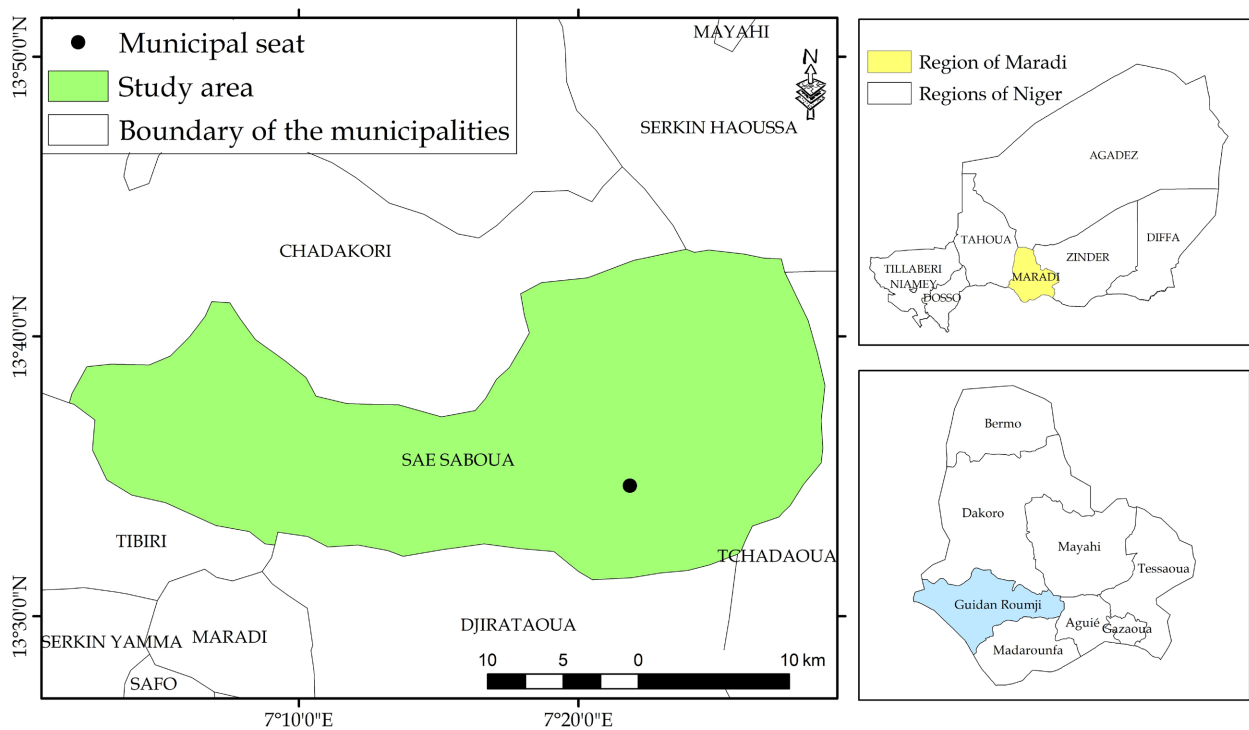 Municipal seat
Study area
Boundary of the municipalities
MAYAHI
N
SERKIN HAOUSSA
CHADAKORI
SAE SABOUA
TIBIRI
TCHADAOUA
SERKIN YAMMA
MARADI
DJIRATAOUA
SAFO
10 5 0 10 km
13°50'0"N
13°40'0"N
13°30'0"N
7°10'0"E
7°20'0"E
Region of Maradi
Regions of Niger
AGADEZ
TAHOUA
DIFFA
ZINDER
TILLABERI
MARADI
NIAMEY
DOSSO
Bermo
Dakoro
Mayahi
Tessaoua
Guidan Roumji
Aguié
Gazaoua
Madarounfa